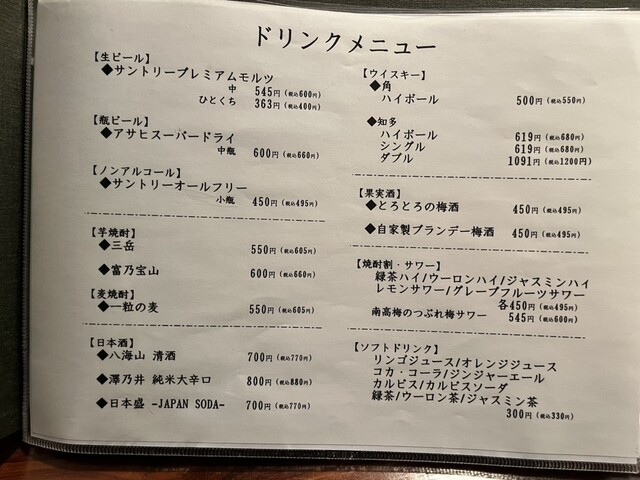 ドリンクメニュー
【生ビール】
◆サントリープレミアムモルツ
中 545円(税込600円)
ひとくち 363円(税込400円)
【瓶ビール】
◆アサヒスーパードライ
中瓶 600円(税込660円)
【ノンアルコール】
◆サントリーオールフリー
小瓶 450円(税込495円)
【芋焼酎】
◆三岳 550円(税込605円)
◆富乃宝山 600円(税込660円)
【麦焼酎】
◆一粒の麦 550円(税込605円)
【日本酒】
◆八海山 清酒 700円(税込770円)
◆澤乃井 純米大辛口 800円(税込880円)
◆日本盛 -JAPAN SODA- 700円(税込770円)
【ウイスキー】
◆角
ハイボール 500円(税込550円)
◆知多
ハイボール 619円(税込680円)
シングル 619円(税込680円)
ダブル 1091円(税込1200円)
【果実酒】
◆とろとろの梅酒 450円(税込495円)
◆自家製ブランデー梅酒 450円(税込495円)
【焼酎割・サワー】
緑茶ハイ/ウーロンハイ/ジャスミンハイ
レモンサワー/グレープフルーツサワー
各450円(税込495円)
南高梅のつぶれ梅サワー 545円(税込600円)
【ソフトドリンク】
リンゴジュース/オレンジジュース
コカ・コーラ/ジンジャーエール
カルピス/カルピスソーダ
緑茶/ウーロン茶/ジャスミン茶
300円(税込330円)